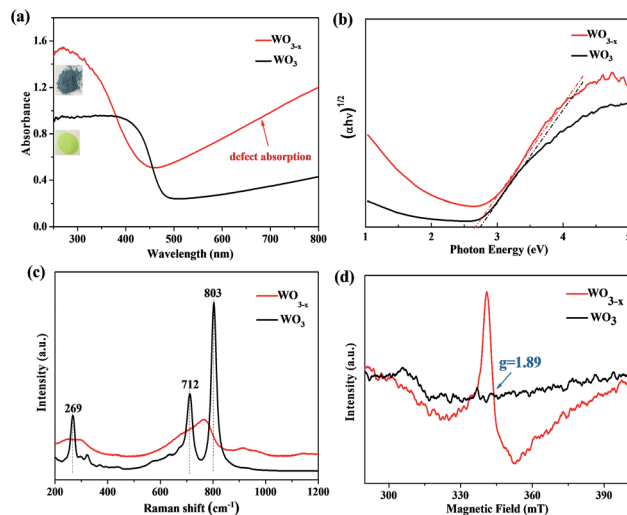 (a)
WO3-x
WO3
1.6
1.2
0.8
0.4
0.0
Absorbance
defect absorption
300 400 500 600 700 800
Wavelength (nm)
(b)
WO3-x
WO3
(αhν)1/2
1 2 3 4 5
Photon Energy (eV)
(c)
803
WO3-x
WO3
712
269
Intensity (a.u.)
200 400 600 800 1000 1200
Raman shift (cm-1)
(d)
WO3-x
WO3
g=1.89
Intensity (a.u.)
300 330 360 390
Magnetic Field (mT)